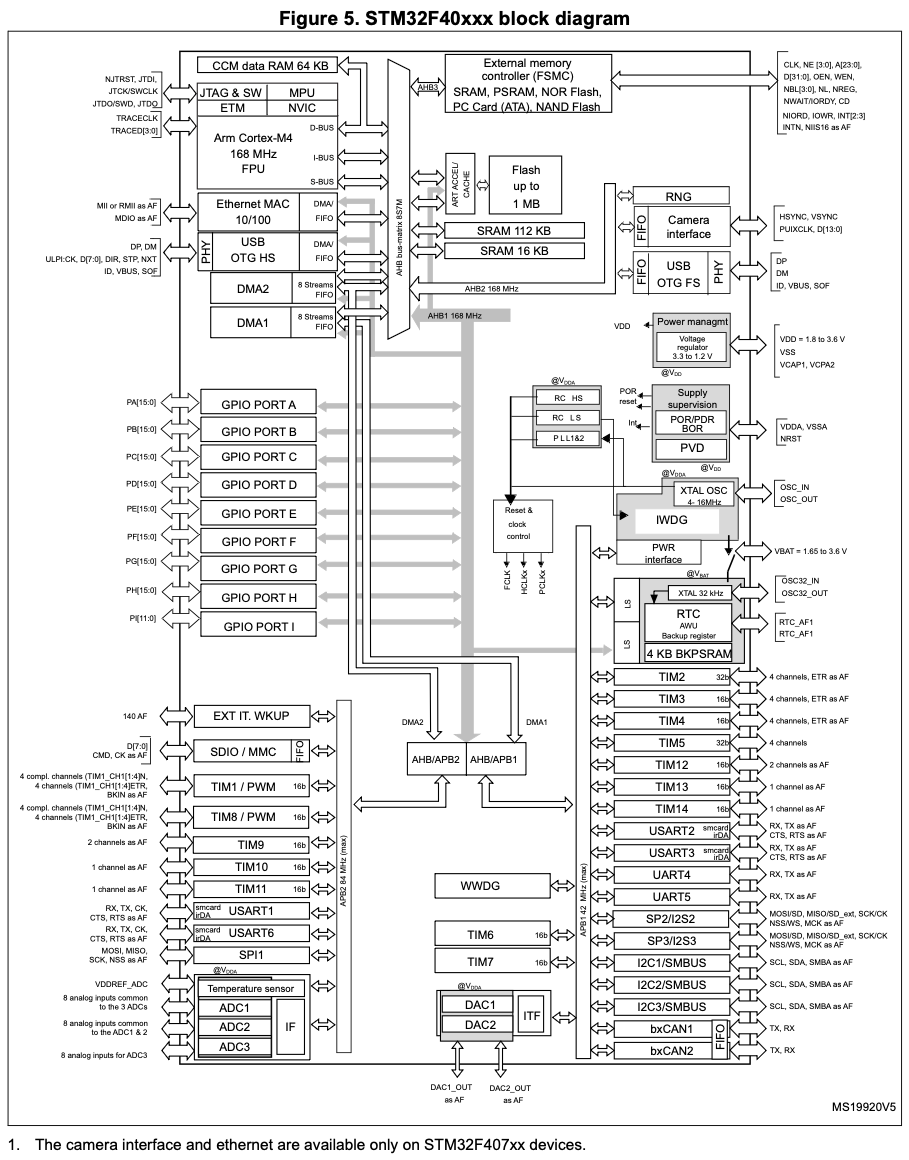 Figure 5. STM32F40xxx block diagram
CCM data RAM 64 KB
External memory
controller (FSMC)
SRAM, PSRAM, NOR Flash,
PC Card (ATA), NAND Flash
CLK, NE [3:0], A[23:0],
D[31:0], OEN, WEN,
NBL[3:0], NL, NREG,
NWAIT/IORDY, CD
NIORD, IOWR, INT[2:3]
INTN, NIIS16 as AF
AHB3
NJTRST, JTDI,
JTCK/SWCLK
JTDO/SWD, JTDO
TRACECLK
TRACED[3:0]
JTAG & SW
MPU
ETM
NVIC
Arm Cortex-M4
168 MHz
FPU
D-BUS
I-BUS
S-BUS
AHB bus-matrix 8S7M
ART ACCEL/
CACHE
Flash
up to
1 MB
SRAM 112 KB
SRAM 16 KB
AHB2 168 MHz
AHB1 168 MHz
MII or RMII as AF
MDIO as AF
Ethernet MAC
10/100
DMA/
FIFO
DP, DM
ULPI:CK, D[7:0], DIR, STP, NXT
ID, VBUS, SOF
PHY
USB
OTG HS
DMA/
FIFO
DMA2
8 Streams
FIFO
DMA1
8 Streams
FIFO
RNG
FIFO
Camera
interface
HSYNC, VSYNC
PUIXCLK, D[13:0]
FIFO
USB
OTG FS
PHY
DP
DM
ID, VBUS, SOF
VDD
Power managmt
Voltage
regulator
3.3 to 1.2 V
@VDD
VDD = 1.8 to 3.6 V
VSS
VCAP1, VCPA2
@VDDA
RC HS
RC LS
PLL1&2
POR
reset
Int
Supply
supervision
POR/PDR
BOR
PVD
VDDA, VSSA
NRST
@VDDA
@VDD
XTAL OSC
4- 16MHz
IWDG
OSC_IN
OSC_OUT
Reset &
clock
control
FCLK
HCLKx
PCLKx
PWR
interface
VBAT = 1.65 to 3.6 V
@VBAT
LS
LS
XTAL 32 kHz
RTC
AWU
Backup register
4 KB BKPSRAM
OSC32_IN
OSC32_OUT
RTC_AF1
RTC_AF1
PA[15:0]
GPIO PORT A
PB[15:0]
GPIO PORT B
PC[15:0]
GPIO PORT C
PD[15:0]
GPIO PORT D
PE[15:0]
GPIO PORT E
PF[15:0]
GPIO PORT F
PG[15:0]
GPIO PORT G
PH[15:0]
GPIO PORT H
PI[11:0]
GPIO PORT I
DMA2
DMA1
AHB/APB2
AHB/APB1
APB2 84 MHz (max)
APB1 42 MHz (max)
140 AF
EXT IT. WKUP
D[7:0]
CMD, CK as AF
SDIO / MMC
FIFO
4 compl. channels (TIM1_CH1[1:4]N,
4 channels (TIM1_CH1[1:4]ETR,
BKIN as AF
TIM1 / PWM
16b
4 compl. channels (TIM1_CH1[1:4]N,
4 channels (TIM1_CH1[1:4]ETR,
BKIN as AF
TIM8 / PWM
16b
2 channels as AF
TIM9
16b
1 channel as AF
TIM10
16b
1 channel as AF
TIM11
16b
RX, TX, CK,
CTS, RTS as AF
smcard
irDA
USART1
RX, TX, CK,
CTS, RTS as AF
smcard
irDA
USART6
MOSI, MISO,
SCK, NSS as AF
SPI1
@VDDA
VDDREF_ADC
Temperature sensor
8 analog inputs common
to the 3 ADCs
ADC1
8 analog inputs common
to the ADC1 & 2
ADC2
8 analog inputs for ADC3
ADC3
IF
WWDG
TIM6
16b
TIM7
16b
@VDDA
DAC1
DAC2
ITF
DAC1_OUT
as AF
DAC2_OUT
as AF
TIM2
32b
4 channels, ETR as AF
TIM3
16b
4 channels, ETR as AF
TIM4
16b
4 channels, ETR as AF
TIM5
32b
4 channels
TIM12
16b
2 channels as AF
TIM13
16b
1 channel as AF
TIM14
16b
1 channel as AF
USART2
smcard
irDA
RX, TX as AF
CTS, RTS as AF
USART3
smcard
irDA
RX, TX as AF
CTS, RTS as AF
UART4
RX, TX as AF
UART5
RX, TX as AF
SP2/I2S2
MOSI/SD, MISO/SD_ext, SCK/CK
NSS/WS, MCK as AF
SP3/I2S3
MOSI/SD, MISO/SD_ext, SCK/CK
NSS/WS, MCK as AF
I2C1/SMBUS
SCL, SDA, SMBA as AF
I2C2/SMBUS
SCL, SDA, SMBA as AF
I2C3/SMBUS
SCL, SDA, SMBA as AF
bxCAN1
TX, RX
bxCAN2
FIFO
TX, RX
MS19920V5
1. The camera interface and ethernet are available only on STM32F407xx devices.